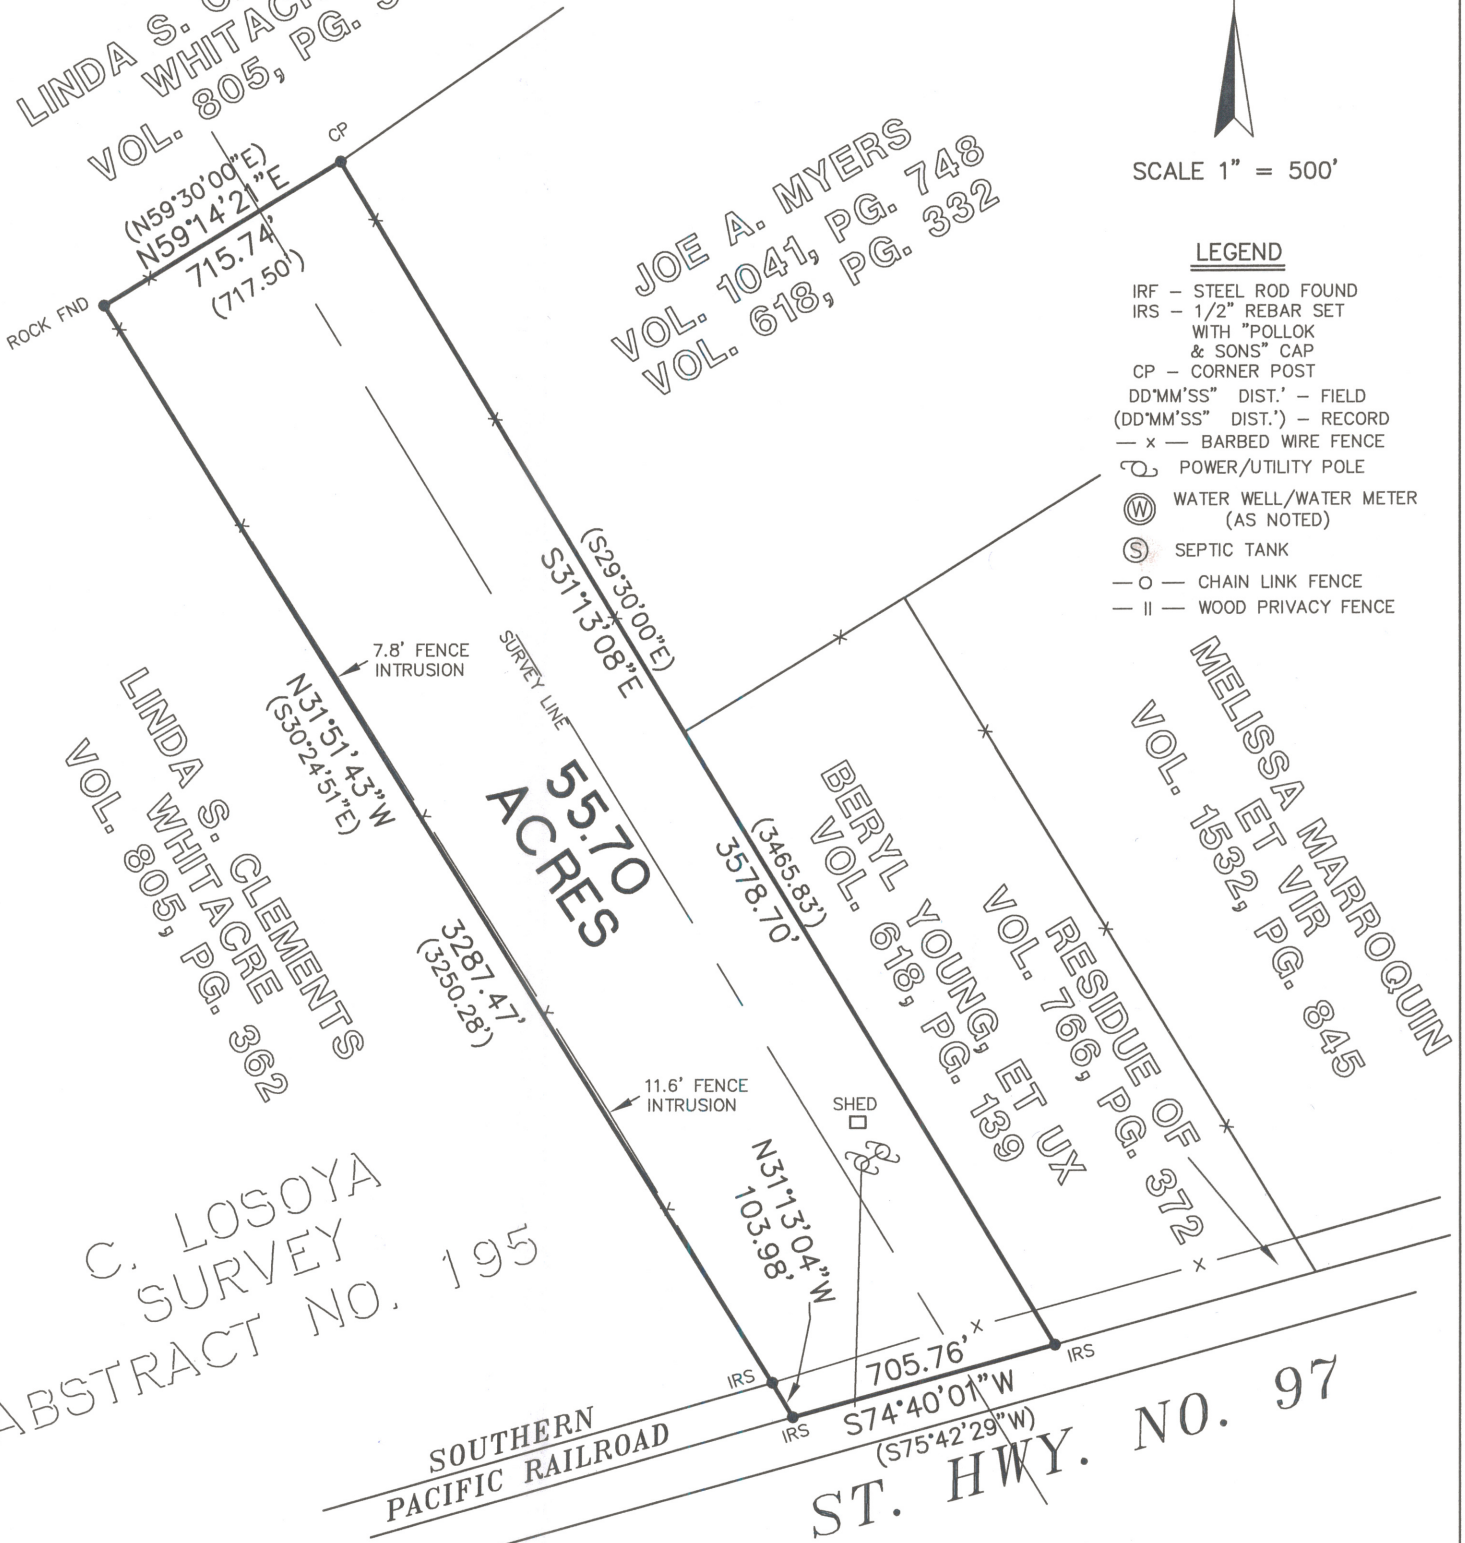 LINDA S.
WHITAC
VOL. 805, PG.
CP
(N59°30'00"E)
N59°14'21"E
715.74'
(717.50')
ROCK FND
JOE A. MYERS
VOL. 1041, PG. 748
VOL. 618, PG. 332
SCALE 1" = 500'
LEGEND
IRF – STEEL ROD FOUND
IRS – 1/2" REBAR SET
WITH "POLLOK
& SONS" CAP
CP – CORNER POST
DD°MM'SS" DIST.' – FIELD
(DD°MM'SS" DIST.') – RECORD
— x — BARBED WIRE FENCE
POWER/UTILITY POLE
W WATER WELL/WATER METER
(AS NOTED)
S SEPTIC TANK
— O — CHAIN LINK FENCE
— II — WOOD PRIVACY FENCE
(S29°30'00"E)
S31°13'08"E
7.8' FENCE
INTRUSION
SURVEY LINE
N31°51'43"W
(S30°24'51"E)
LINDA S. CLEMENTS
WHITACRE
VOL. 805, PG. 362
55.70
ACRES
(3465.83')
3578.70'
BERYL YOUNG, ET UX
VOL. 618, PG. 139
MELISSA MARROQUIN
ET VIR
VOL. 1532, PG. 845
RESIDUE OF
VOL. 766, PG. 372
3287.47'
(3250.28')
11.6' FENCE
INTRUSION
SHED
N31°13'04"W
103.98'
C. LOSOYA
SURVEY
ABSTRACT NO. 195
IRS
IRS
IRS
705.76'
S74°40'01"W
(S75°42'29"W)
SOUTHERN
PACIFIC RAILROAD
ST. HWY. NO. 97